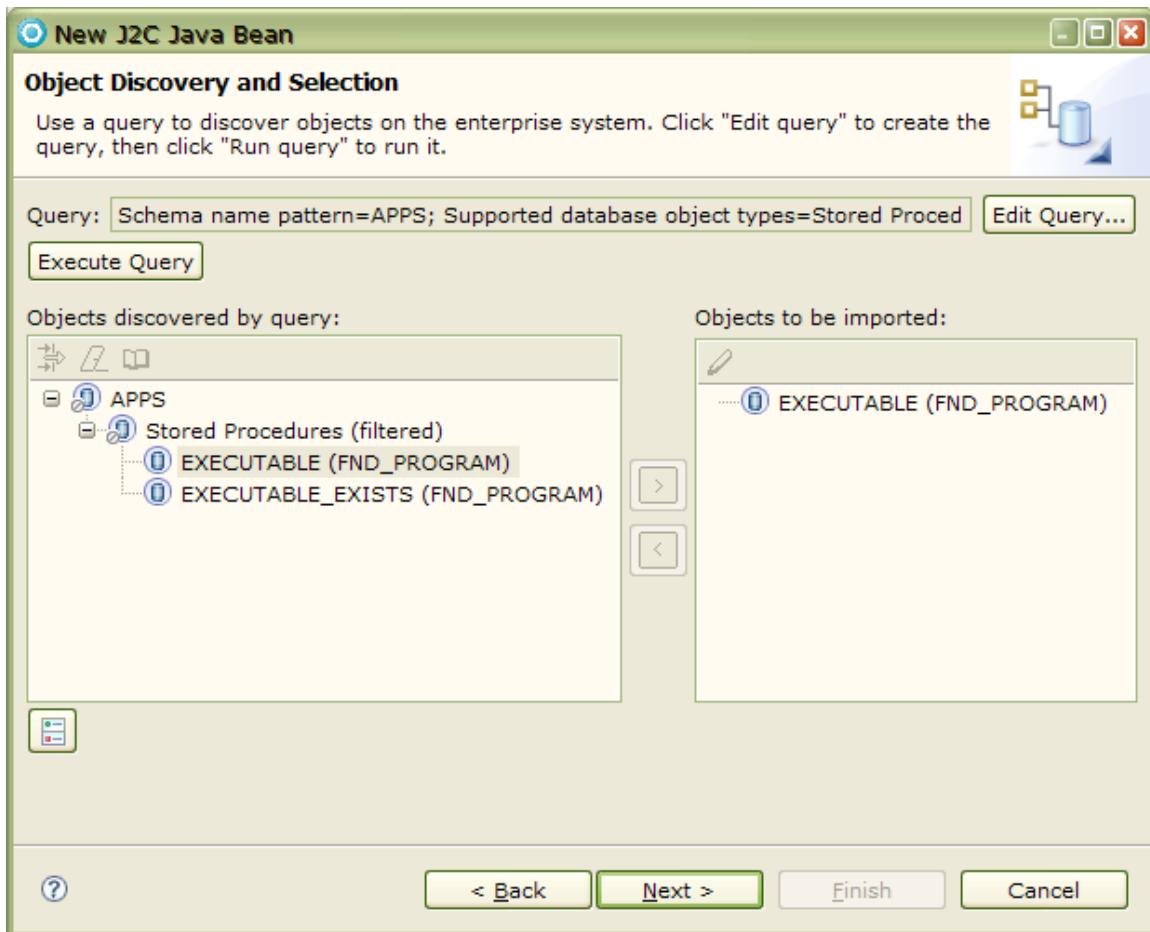 New J2C Java Bean
Object Discovery and Selection
Use a query to discover objects on the enterprise system. Click "Edit query" to create the
query, then click "Run query" to run it.
Query: Schema name pattern=APPS; Supported database object types=Stored Proced Edit Query...
Execute Query
Objects discovered by query:
Objects to be imported:
APPS
Stored Procedures (filtered)
EXECUTABLE (FND_PROGRAM)
EXECUTABLE_EXISTS (FND_PROGRAM)
>
<
EXECUTABLE (FND_PROGRAM)
? < Back Next > Finish Cancel